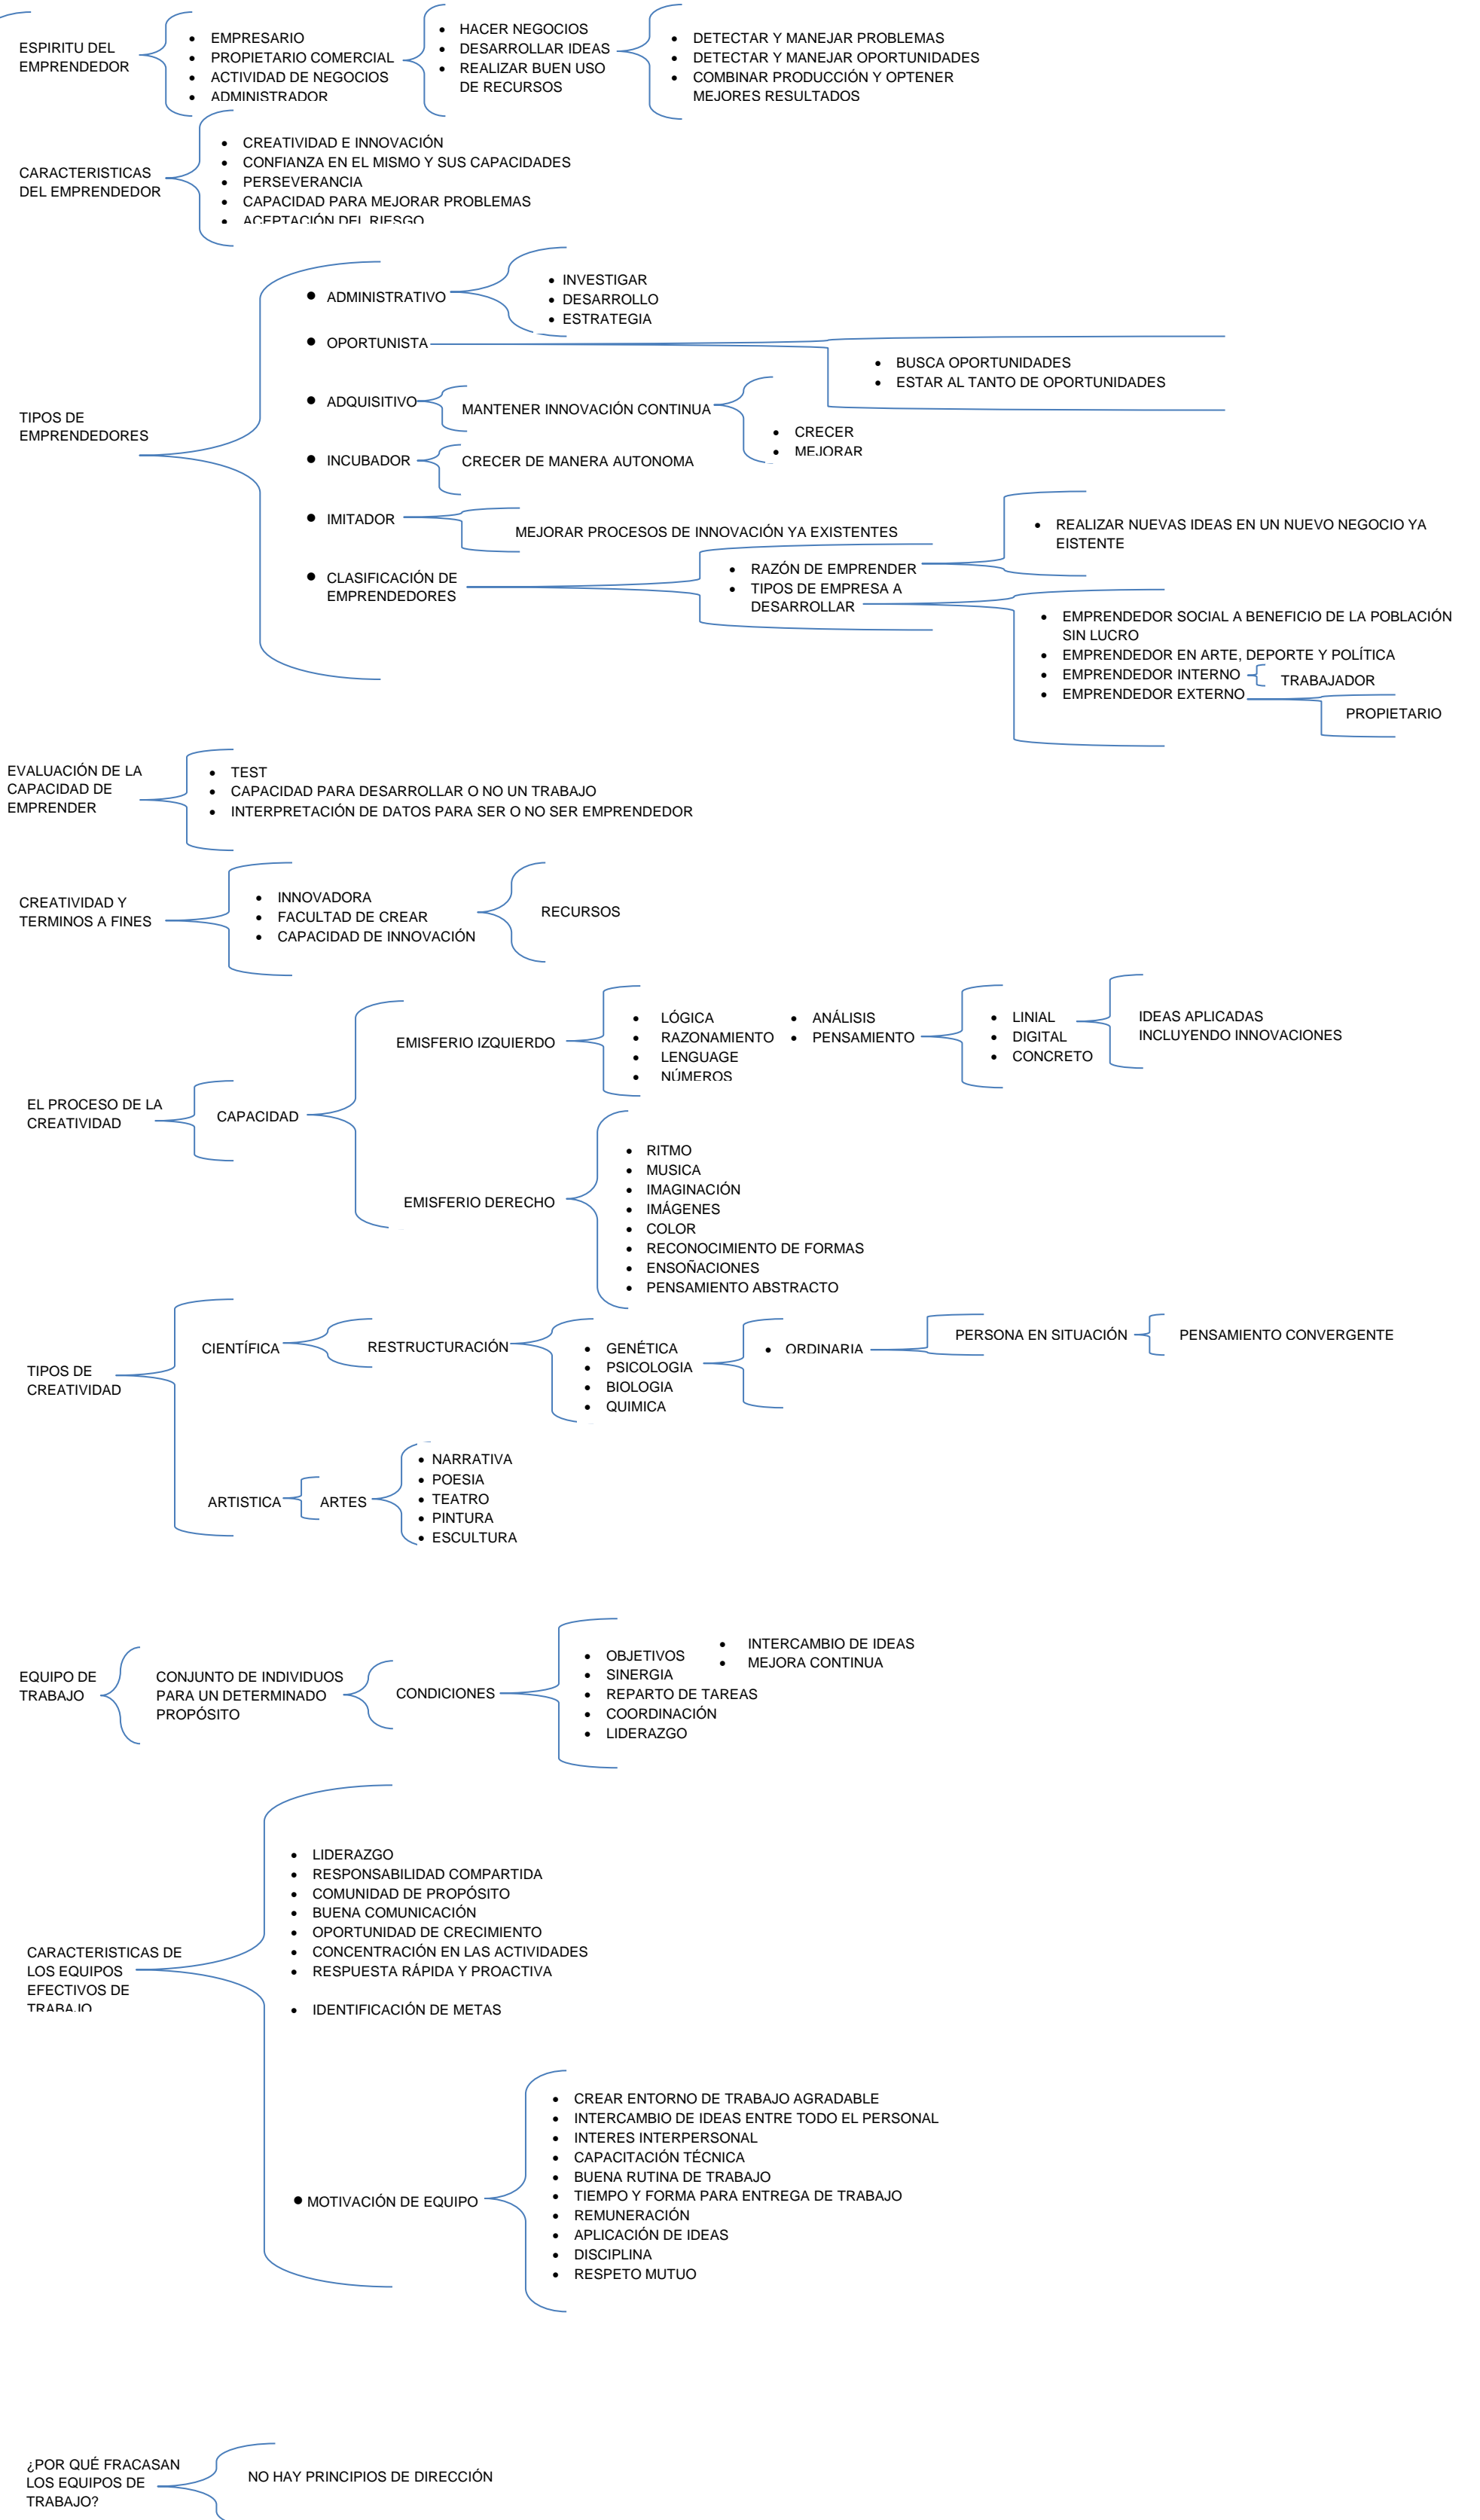 ESPIRITU DEL
EMPRENDEDOR
• EMPRESARIO
• PROPIETARIO COMERCIAL
• ACTIVIDAD DE NEGOCIOS
• ADMINISTRADOR
• HACER NEGOCIOS
• DESARROLLAR IDEAS
• REALIZAR BUEN USO
DE RECURSOS
• DETECTAR Y MANEJAR PROBLEMAS
• DETECTAR Y MANEJAR OPORTUNIDADES
• COMBINAR PRODUCCIÓN Y OPTENER
MEJORES RESULTADOS
CARACTERISTICAS
DEL EMPRENDEDOR
• CREATIVIDAD E INNOVACIÓN
• CONFIANZA EN EL MISMO Y SUS CAPACIDADES
• PERSEVERANCIA
• CAPACIDAD PARA MEJORAR PROBLEMAS
• ACEPTACIÓN DEL RIESGO
TIPOS DE
EMPRENDEDORES
• ADMINISTRATIVO
• INVESTIGAR
• DESARROLLO
• ESTRATEGIA
• OPORTUNISTA
• BUSCA OPORTUNIDADES
• ESTAR AL TANTO DE OPORTUNIDADES
• ADQUISITIVO
MANTENER INNOVACIÓN CONTINUA
• CRECER
• MEJORAR
• INCUBADOR
CRECER DE MANERA AUTONOMA
• IMITADOR
MEJORAR PROCESOS DE INNOVACIÓN YA EXISTENTES
• CLASIFICACIÓN DE
EMPRENDEDORES
• RAZÓN DE EMPRENDER
• TIPOS DE EMPRESA A
DESARROLLAR
• REALIZAR NUEVAS IDEAS EN UN NUEVO NEGOCIO YA
EISTENTE
• EMPRENDEDOR SOCIAL A BENEFICIO DE LA POBLACIÓN
SIN LUCRO
• EMPRENDEDOR EN ARTE, DEPORTE Y POLÍTICA
• EMPRENDEDOR INTERNO
TRABAJADOR
• EMPRENDEDOR EXTERNO
PROPIETARIO
EVALUACIÓN DE LA
CAPACIDAD DE
EMPRENDER
• TEST
• CAPACIDAD PARA DESARROLLAR O NO UN TRABAJO
• INTERPRETACIÓN DE DATOS PARA SER O NO SER EMPRENDEDOR
CREATIVIDAD Y
TERMINOS A FINES
• INNOVADORA
• FACULTAD DE CREAR
• CAPACIDAD DE INNOVACIÓN
RECURSOS
EL PROCESO DE LA
CREATIVIDAD
CAPACIDAD
EMISFERIO IZQUIERDO
• LÓGICA
• RAZONAMIENTO
• LENGUAGE
• NÚMEROS
• ANÁLISIS
• PENSAMIENTO
• LINIAL
• DIGITAL
• CONCRETO
IDEAS APLICADAS
INCLUYENDO INNOVACIONES
EMISFERIO DERECHO
• RITMO
• MUSICA
• IMAGINACIÓN
• IMÁGENES
• COLOR
• RECONOCIMIENTO DE FORMAS
• ENSOÑACIONES
• PENSAMIENTO ABSTRACTO
TIPOS DE
CREATIVIDAD
CIENTÍFICA
RESTRUCTURACIÓN
• GENÉTICA
• PSICOLOGIA
• BIOLOGIA
• QUIMICA
• ORDINARIA
PERSONA EN SITUACIÓN
PENSAMIENTO CONVERGENTE
ARTISTICA
ARTES
• NARRATIVA
• POESIA
• TEATRO
• PINTURA
• ESCULTURA
EQUIPO DE
TRABAJO
CONJUNTO DE INDIVIDUOS
PARA UN DETERMINADO
PROPÓSITO
CONDICIONES
• OBJETIVOS
• SINERGIA
• REPARTO DE TAREAS
• COORDINACIÓN
• LIDERAZGO
• INTERCAMBIO DE IDEAS
• MEJORA CONTINUA
CARACTERISTICAS DE
LOS EQUIPOS
EFECTIVOS DE
TRABAJO
• LIDERAZGO
• RESPONSABILIDAD COMPARTIDA
• COMUNIDAD DE PROPÓSITO
• BUENA COMUNICACIÓN
• OPORTUNIDAD DE CRECIMIENTO
• CONCENTRACIÓN EN LAS ACTIVIDADES
• RESPUESTA RÁPIDA Y PROACTIVA
• IDENTIFICACIÓN DE METAS
• MOTIVACIÓN DE EQUIPO
• CREAR ENTORNO DE TRABAJO AGRADABLE
• INTERCAMBIO DE IDEAS ENTRE TODO EL PERSONAL
• INTERES INTERPERSONAL
• CAPACITACIÓN TÉCNICA
• BUENA RUTINA DE TRABAJO
• TIEMPO Y FORMA PARA ENTREGA DE TRABAJO
• REMUNERACIÓN
• APLICACIÓN DE IDEAS
• DISCIPLINA
• RESPETO MUTUO
¿POR QUÉ FRACASAN
LOS EQUIPOS DE
TRABAJO?
NO HAY PRINCIPIOS DE DIRECCIÓN